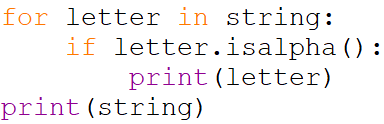 for letter in string:
    if letter.isalpha():
        print(letter)
print(string)